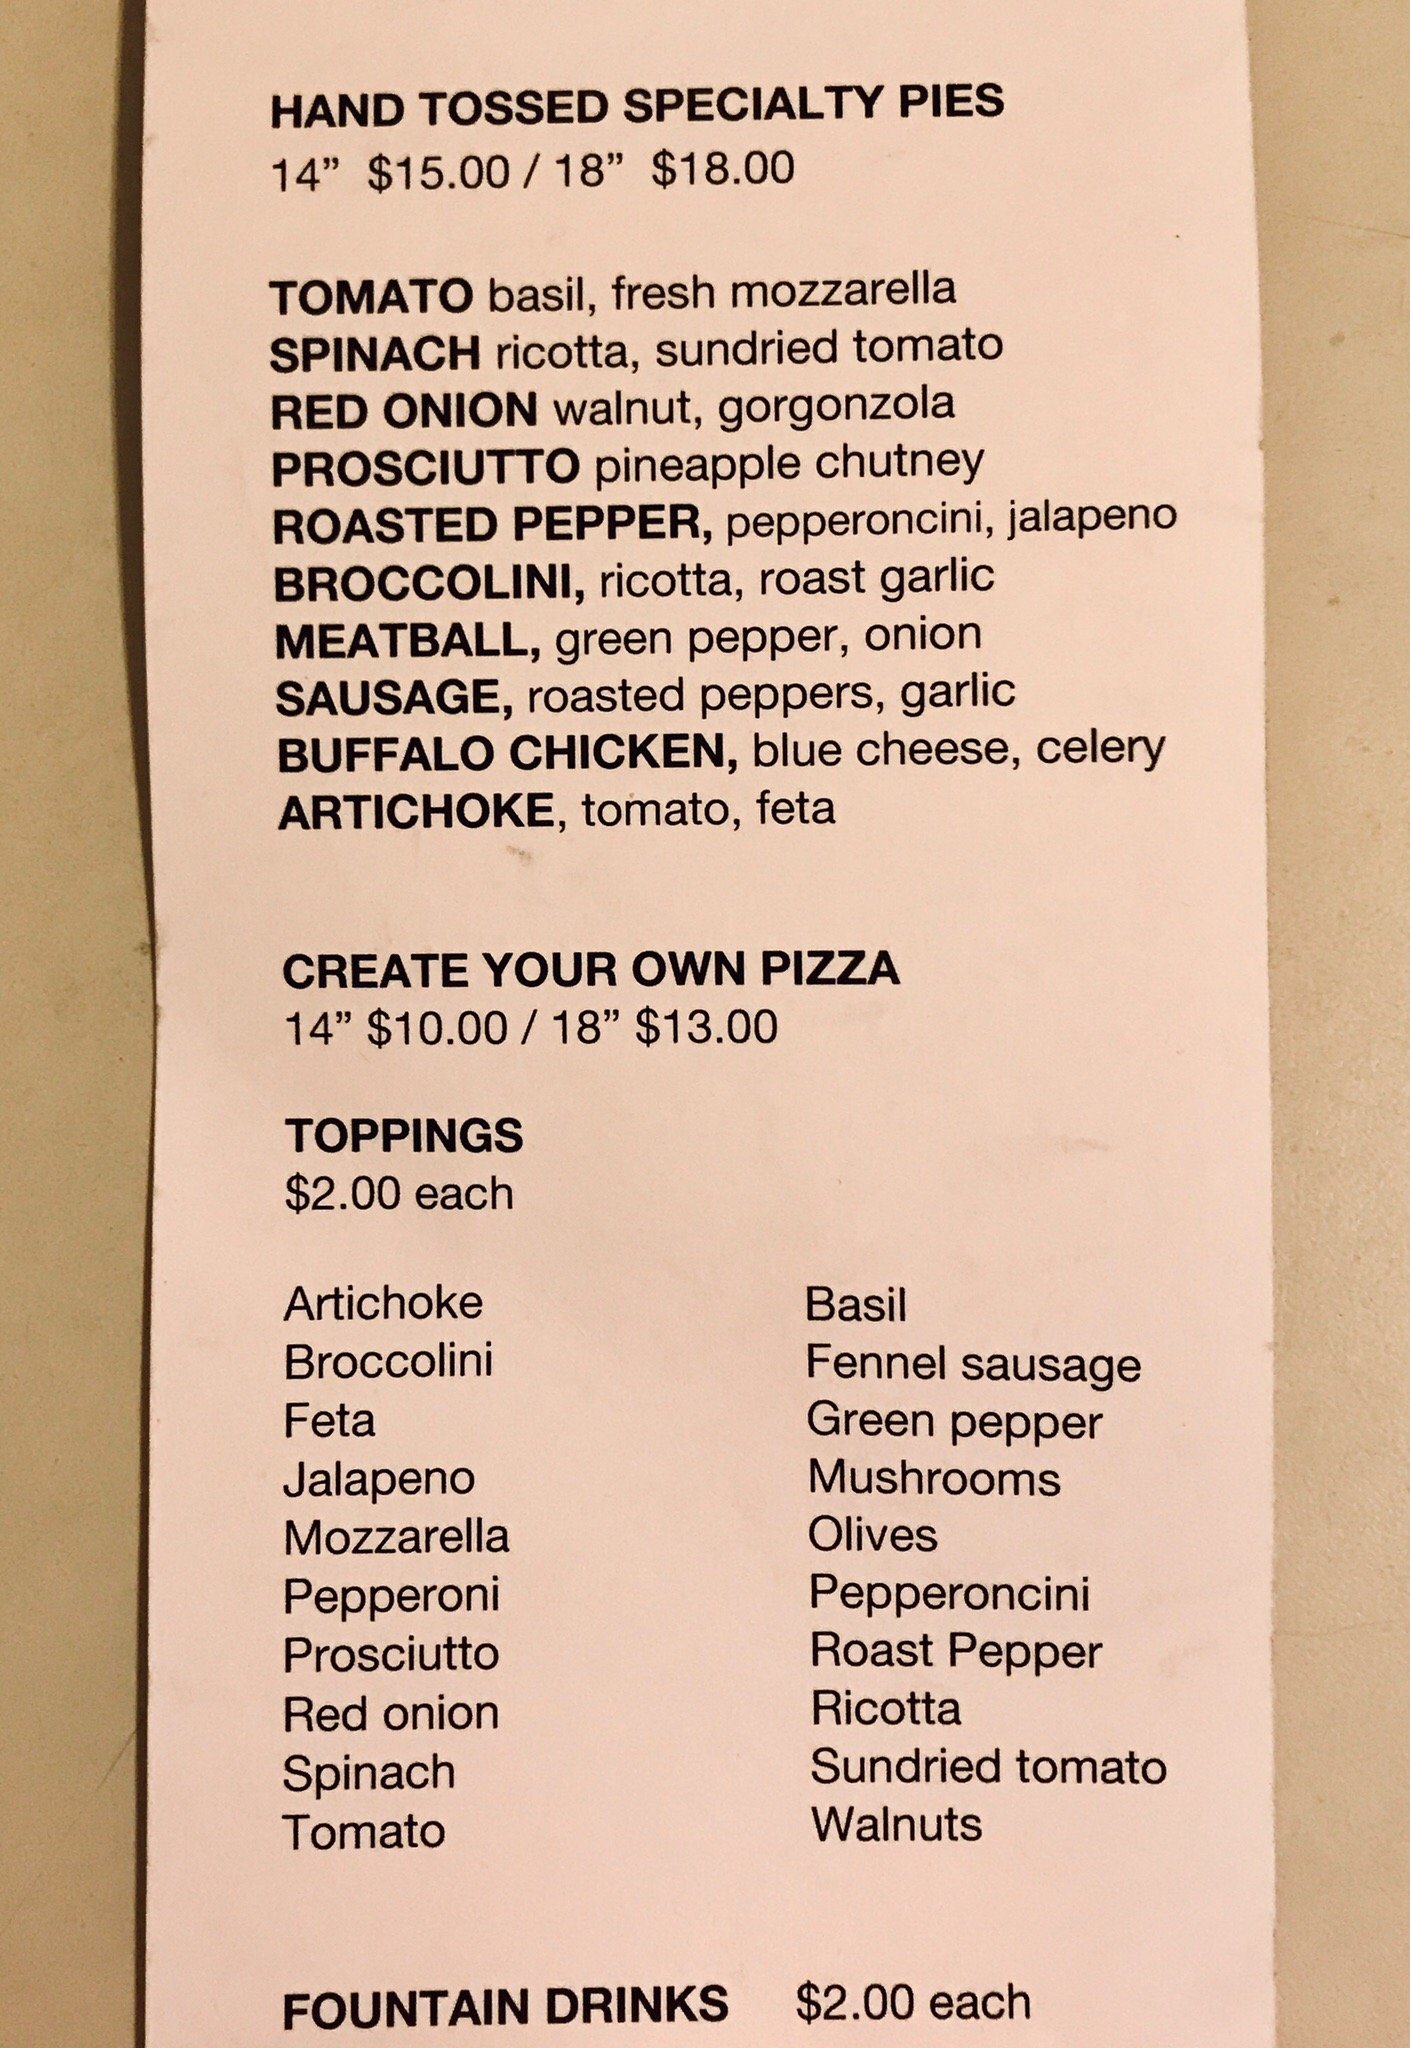 HAND TOSSED SPECIALTY PIES
14” $15.00 / 18” $18.00
TOMATO basil, fresh mozzarella
SPINACH ricotta, sundried tomato
RED ONION walnut, gorgonzola
PROSCIUTTO pineapple chutney
ROASTED PEPPER, pepperoncini, jalapeno
BROCCOLINI, ricotta, roast garlic
MEATBALL, green pepper, onion
SAUSAGE, roasted peppers, garlic
BUFFALO CHICKEN, blue cheese, celery
ARTICHOKE, tomato, feta
CREATE YOUR OWN PIZZA
14” $10.00 / 18” $13.00
TOPPINGS
$2.00 each
Artichoke
Broccolini
Feta
Jalapeno
Mozzarella
Pepperoni
Prosciutto
Red onion
Spinach
Tomato
Basil
Fennel sausage
Green pepper
Mushrooms
Olives
Pepperoncini
Roast Pepper
Ricotta
Sundried tomato
Walnuts
FOUNTAIN DRINKS $2.00 each